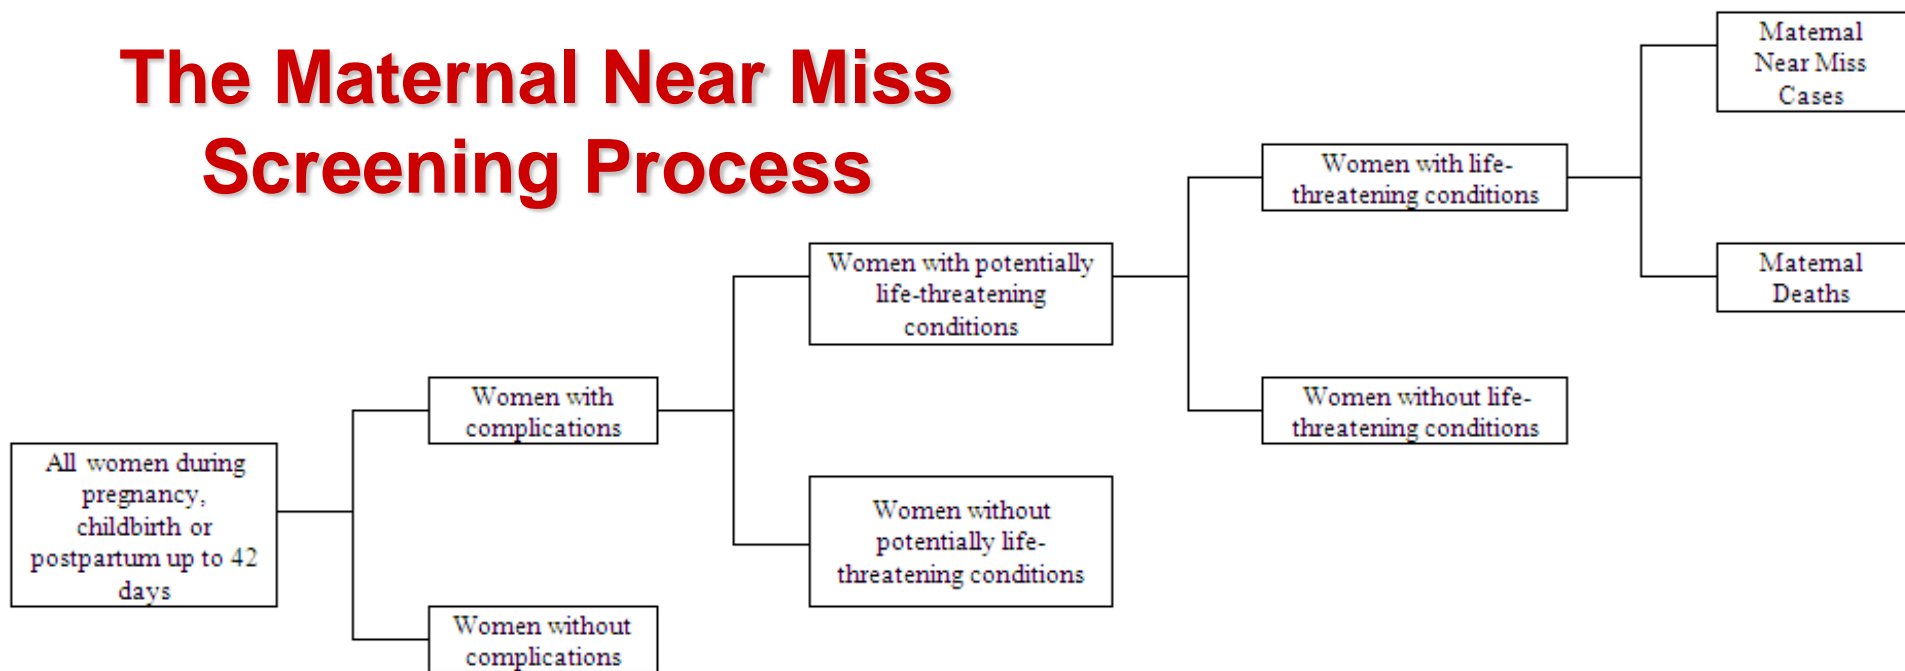 The Maternal Near Miss
Screening Process
All women during
pregnancy,
childbirth or
postpartum up to 42
days
Women with
complications
Women without
complications
Women with potentially
life-threatening
conditions
Women without
potentially life-
threatening conditions
Women with life-
threatening conditions
Women without life-
threatening conditions
Maternal
Near Miss
Cases
Maternal
Deaths